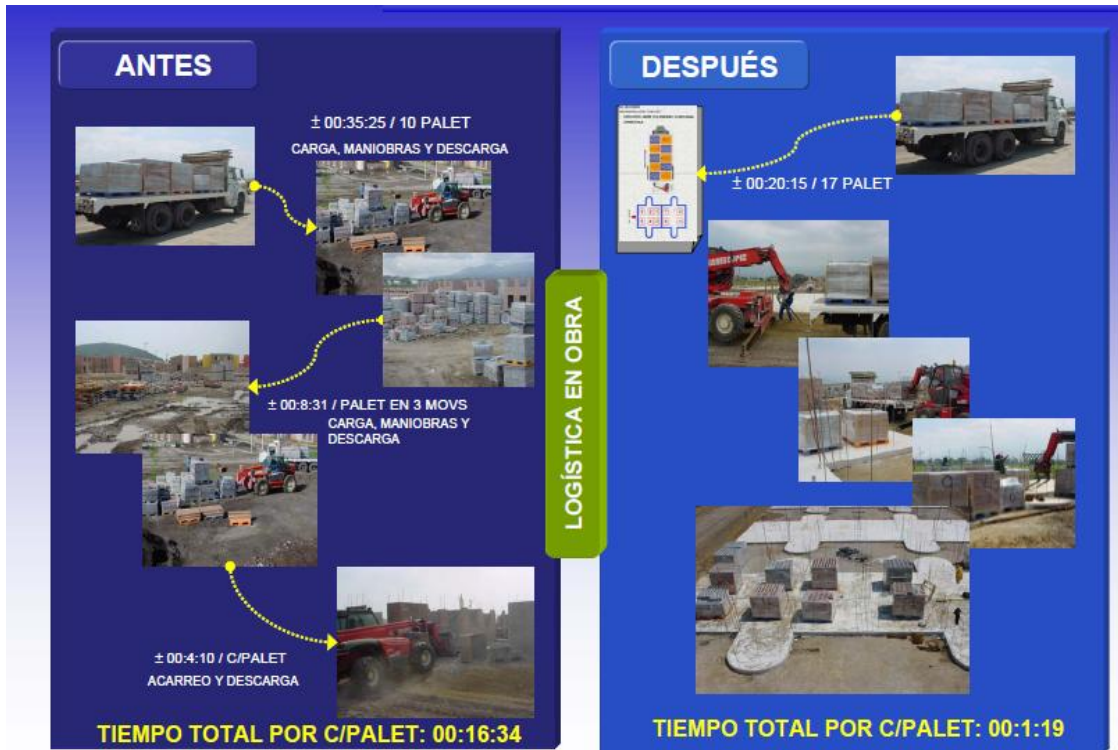 ANTES
± 00:35:25 / 10 PALET
CARGA, MANIOBRAS Y DESCARGA
± 00:8:31 / PALET EN 3 MOVS
CARGA, MANIOBRAS Y
DESCARGA
± 00:4:10 / C/PALET
ACARREO Y DESCARGA
TIEMPO TOTAL POR C/PALET: 00:16:34
LOGÍSTICA EN OBRA
DESPUÉS
± 00:20:15 / 17 PALET
TIEMPO TOTAL POR C/PALET: 00:1:19